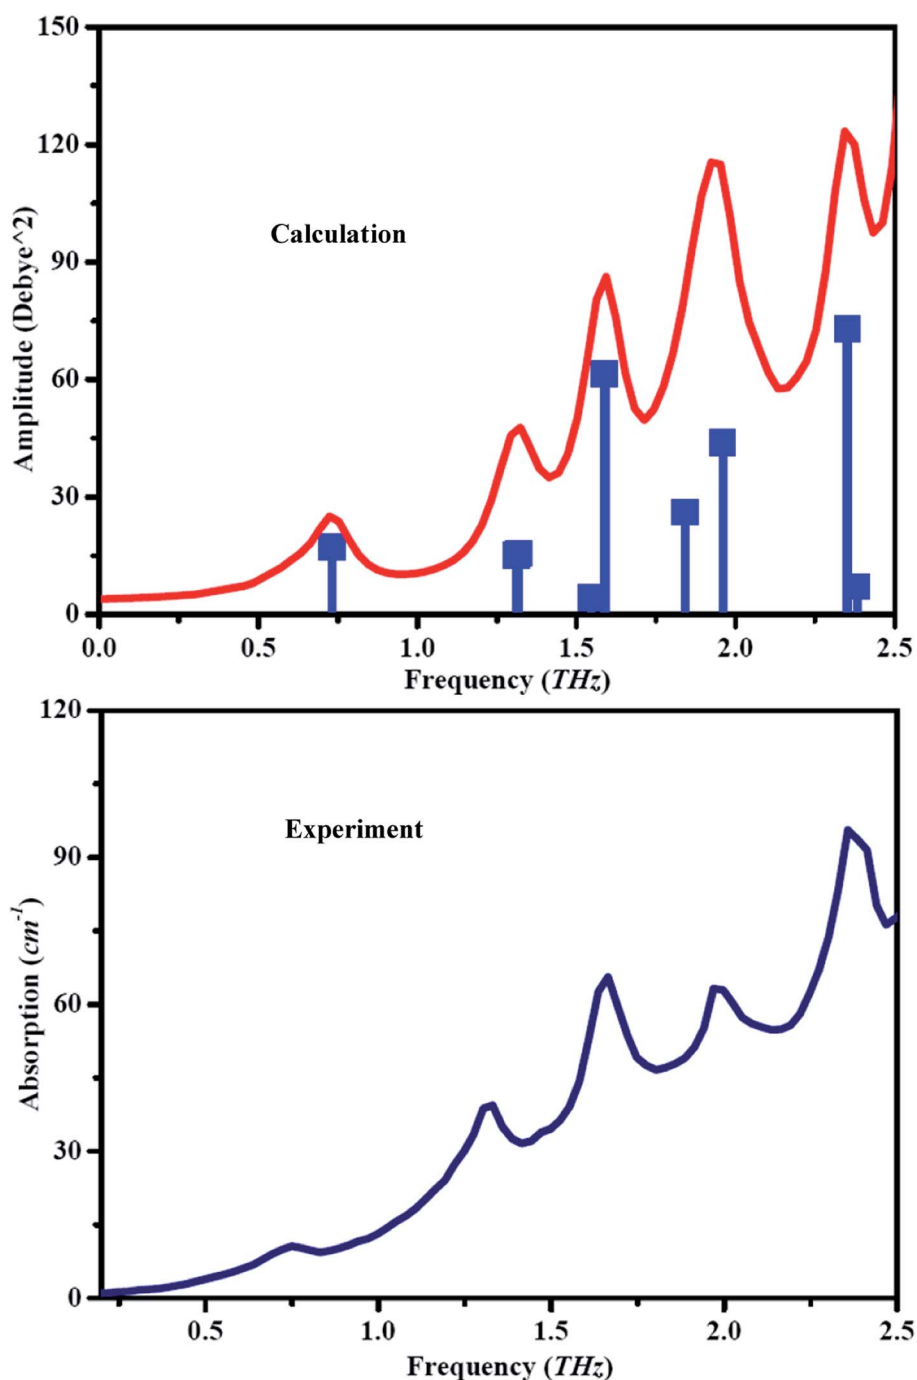 150
120
90
60
30
0
Amplitude (Debye^2)
Calculation
0.0 0.5 1.0 1.5 2.0 2.5
Frequency (THz)
120
90
60
30
0
Absorption (cm⁻¹)
Experiment
0.5 1.0 1.5 2.0 2.5
Frequency (THz)